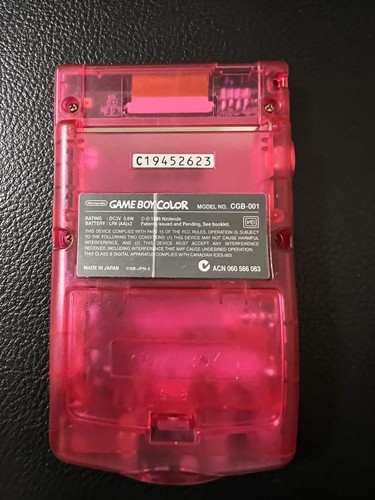 C19452623
Nintendo GAME BOY COLOR MODEL NO. CGB-001
RATING : DC3V 0.6W C-@ 1998 Nintendo
BATTERY : LR6 (AA)x2 Patents Issued and Pending, See booklet.
THIS DEVICE COMPLIES WITH PART 15 OF THE FCC RULES. OPERATION IS SUBJECT
TO THE FOLLOWING TWO CONDITIONS: (1) THIS DEVICE MAY NOT CAUSE HARMFUL
INTERFERENCE, AND (2) THIS DEVICE MUST ACCEPT ANY INTERFERENCE
RECEIVED, INCLUDING INTERFERENCE THAT MAY CAUSE UNDESIRED OPERATION.
THIS CLASS B DIGITAL APPARATUS COMPLIES WITH CANADIAN ICES-003.
MADE IN JAPAN CGB-JPN-2 ACN 060 566 083